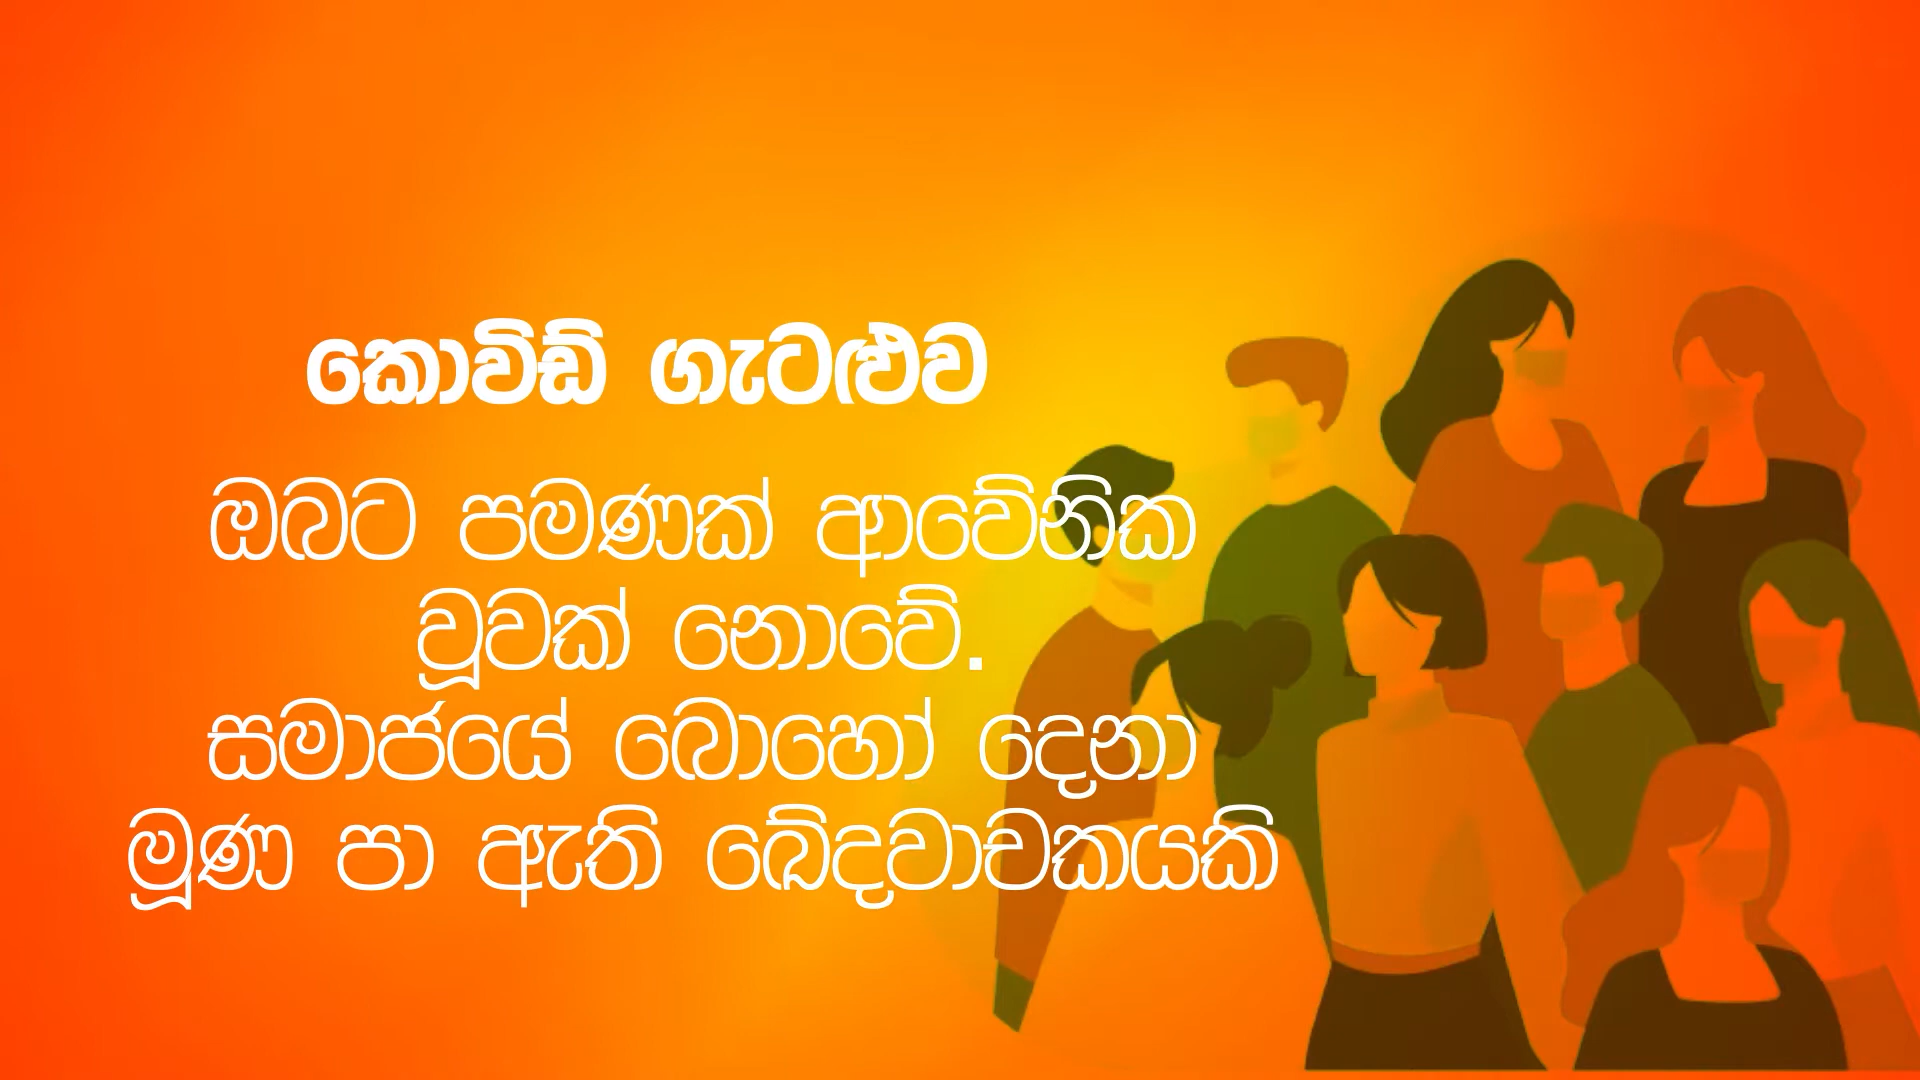 කොවිඩ් ගැටළුව
ඔබට පමණක් ආවේනික
වූවක් නොවේ.
සමාජයේ බොහෝ දෙනා
මූණ පා ඇති ඛේදවාචකයකි